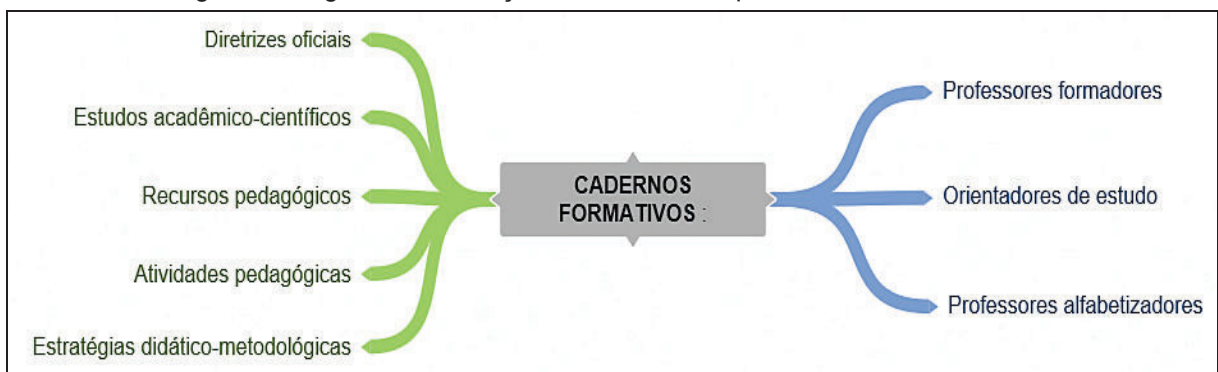 Diretrizes oficiais
Estudos acadêmico-científicos
Recursos pedagógicos
Atividades pedagógicas
Estratégias didático-metodológicas
CADERNOS
FORMATIVOS :
Professores formadores
Orientadores de estudo
Professores alfabetizadores